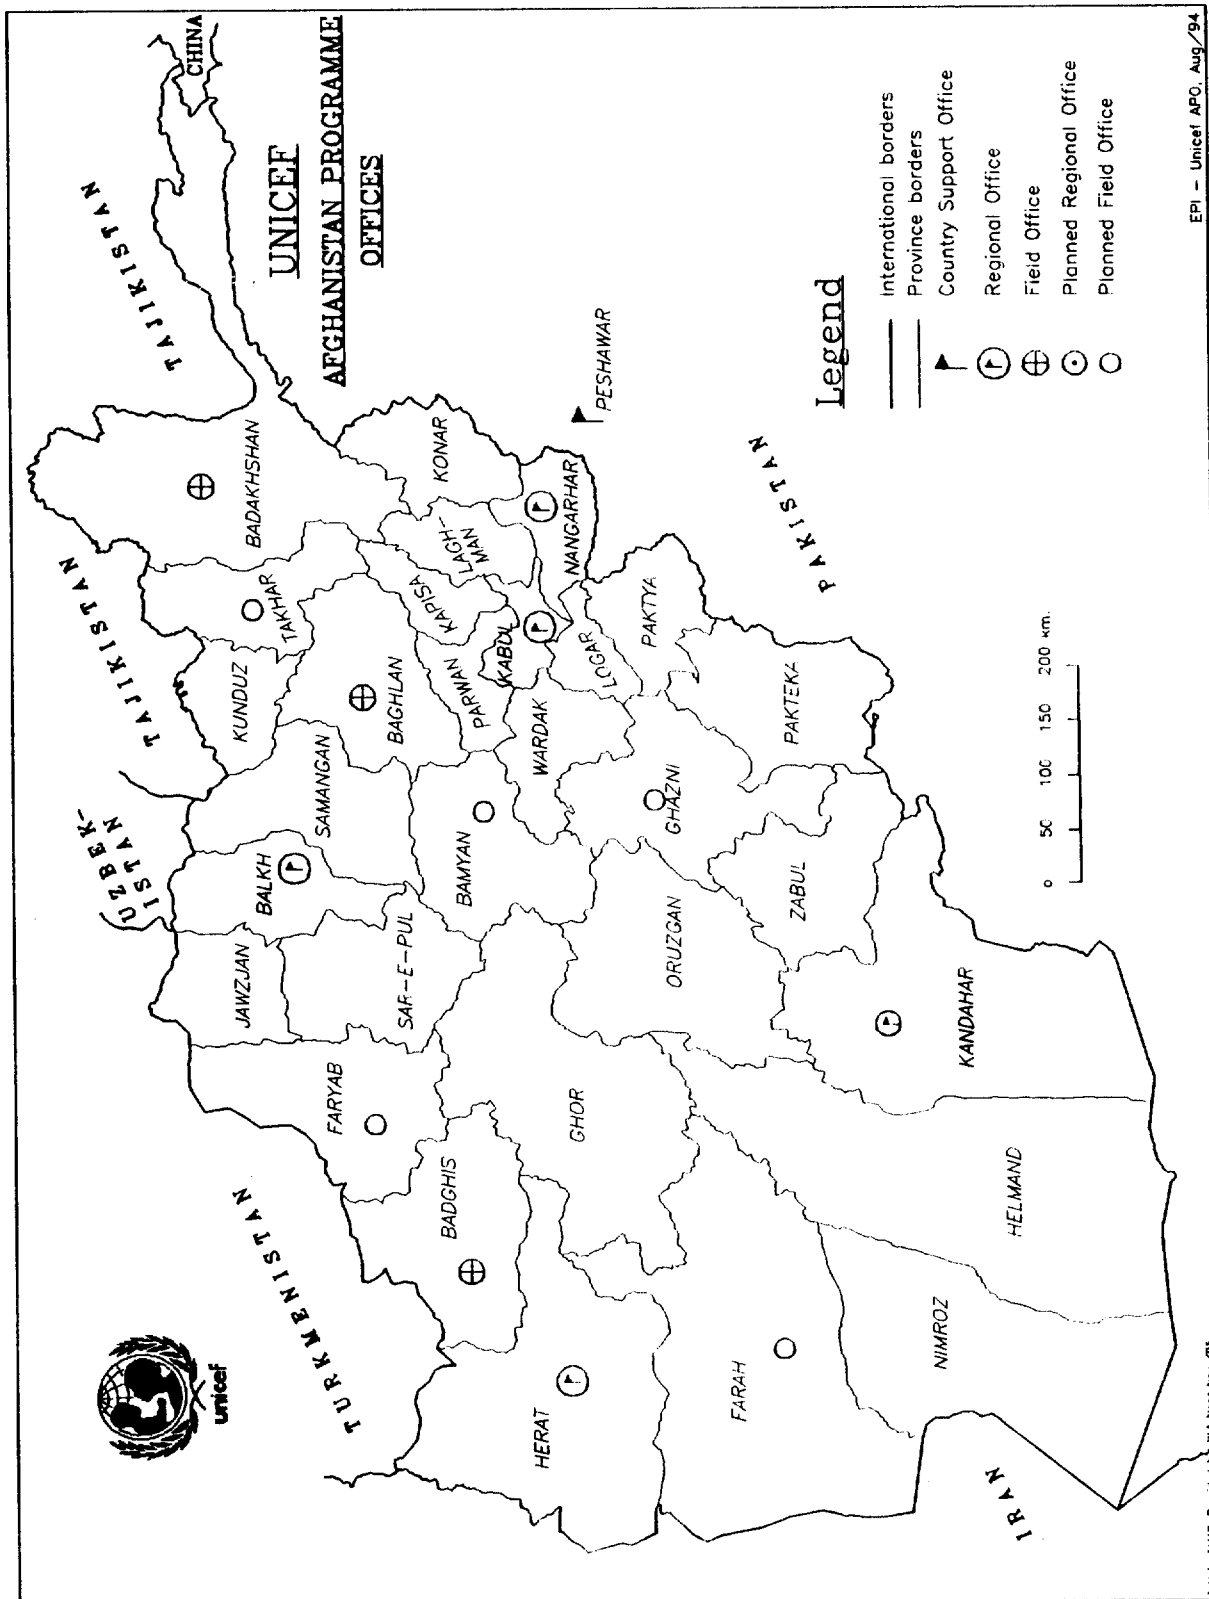 UNICEF
AFGHANISTAN PROGRAMME
OFFICES
unicef
TURKMENISTAN
UZBEK-
ISTAN
TAJIKISTAN
TAJIKISTAN
CHINA
PAKISTAN
IRAN
PESHAWAR
BADAKHSHAN
TAKHAR
KUNDUZ
BAGHLAN
SAMANGAN
BALKH
JAWZJAN
SAR-E-PUL
FARYAB
BADGHIS
HERAT
GHOR
BAMYAN
PARWAN
KAPISA
LAGH-
MAN
KONAR
NANGARHAR
KABUL
LOGAR
WARDAK
PAKTYA
PAKTEKA
GHAZNI
ORUZGAN
ZABUL
KANDAHAR
HELMAND
NIMROZ
FARAH
Legend
International borders
Province borders
Country Support Office
Regional Office
Field Office
Planned Regional Office
Planned Field Office
0 50 100 150 200 км.
EPI - Unicef APO, Aug/94